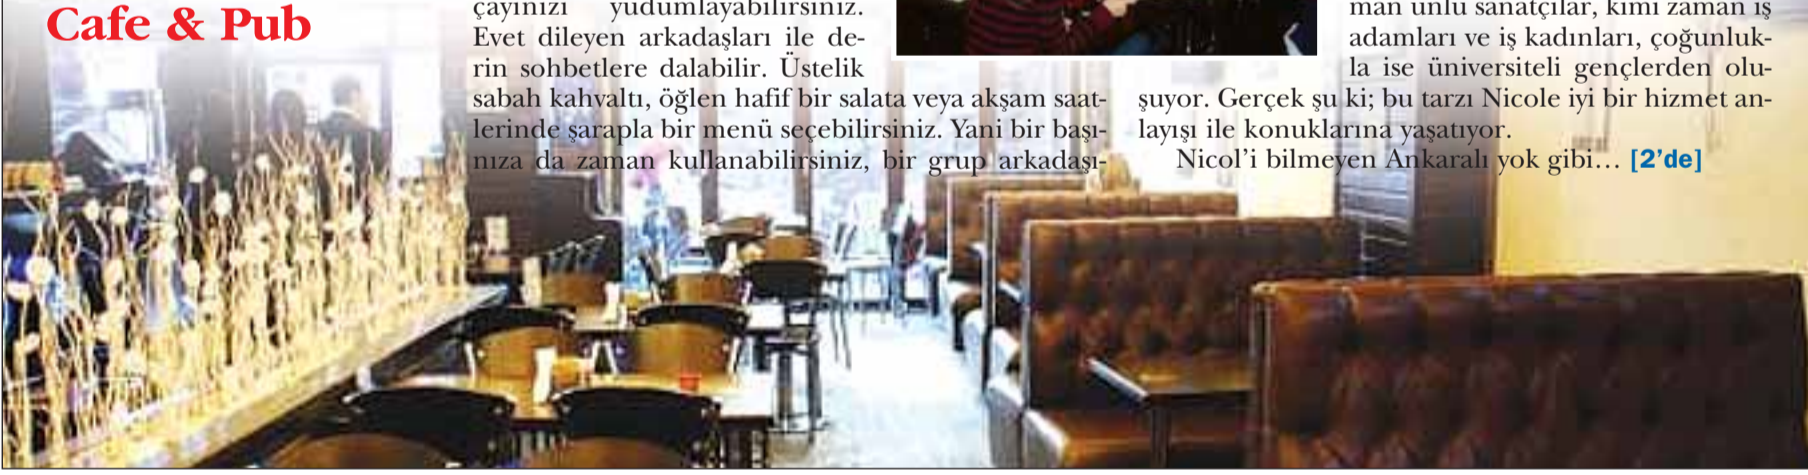 Cafe & Pub
çayınızı yudumlayabilirsiniz.
Evet dileyen arkadaşları ile de-
rin sohbetlere dalabilir. Üstelik
sabah kahvaltı, öğlen hafif bir salata veya akşam saat-
lerinde şarapla bir menü seçebilirsiniz. Yani bir başı-
nıza da zaman kullanabilirsiniz, bir grup arkadaşı-
man ünlü sanatçılar, kimi zaman iş
adamları ve iş kadınları, çoğunluk-
la ise üniversiteli gençlerden olu-
şuyor. Gerçek şu ki; bu tarzı Nicole iyi bir hizmet an-
layışı ile konuklarına yaşatıyor.
Nicol’i bilmeyen Ankaralı yok gibi… [2’de]